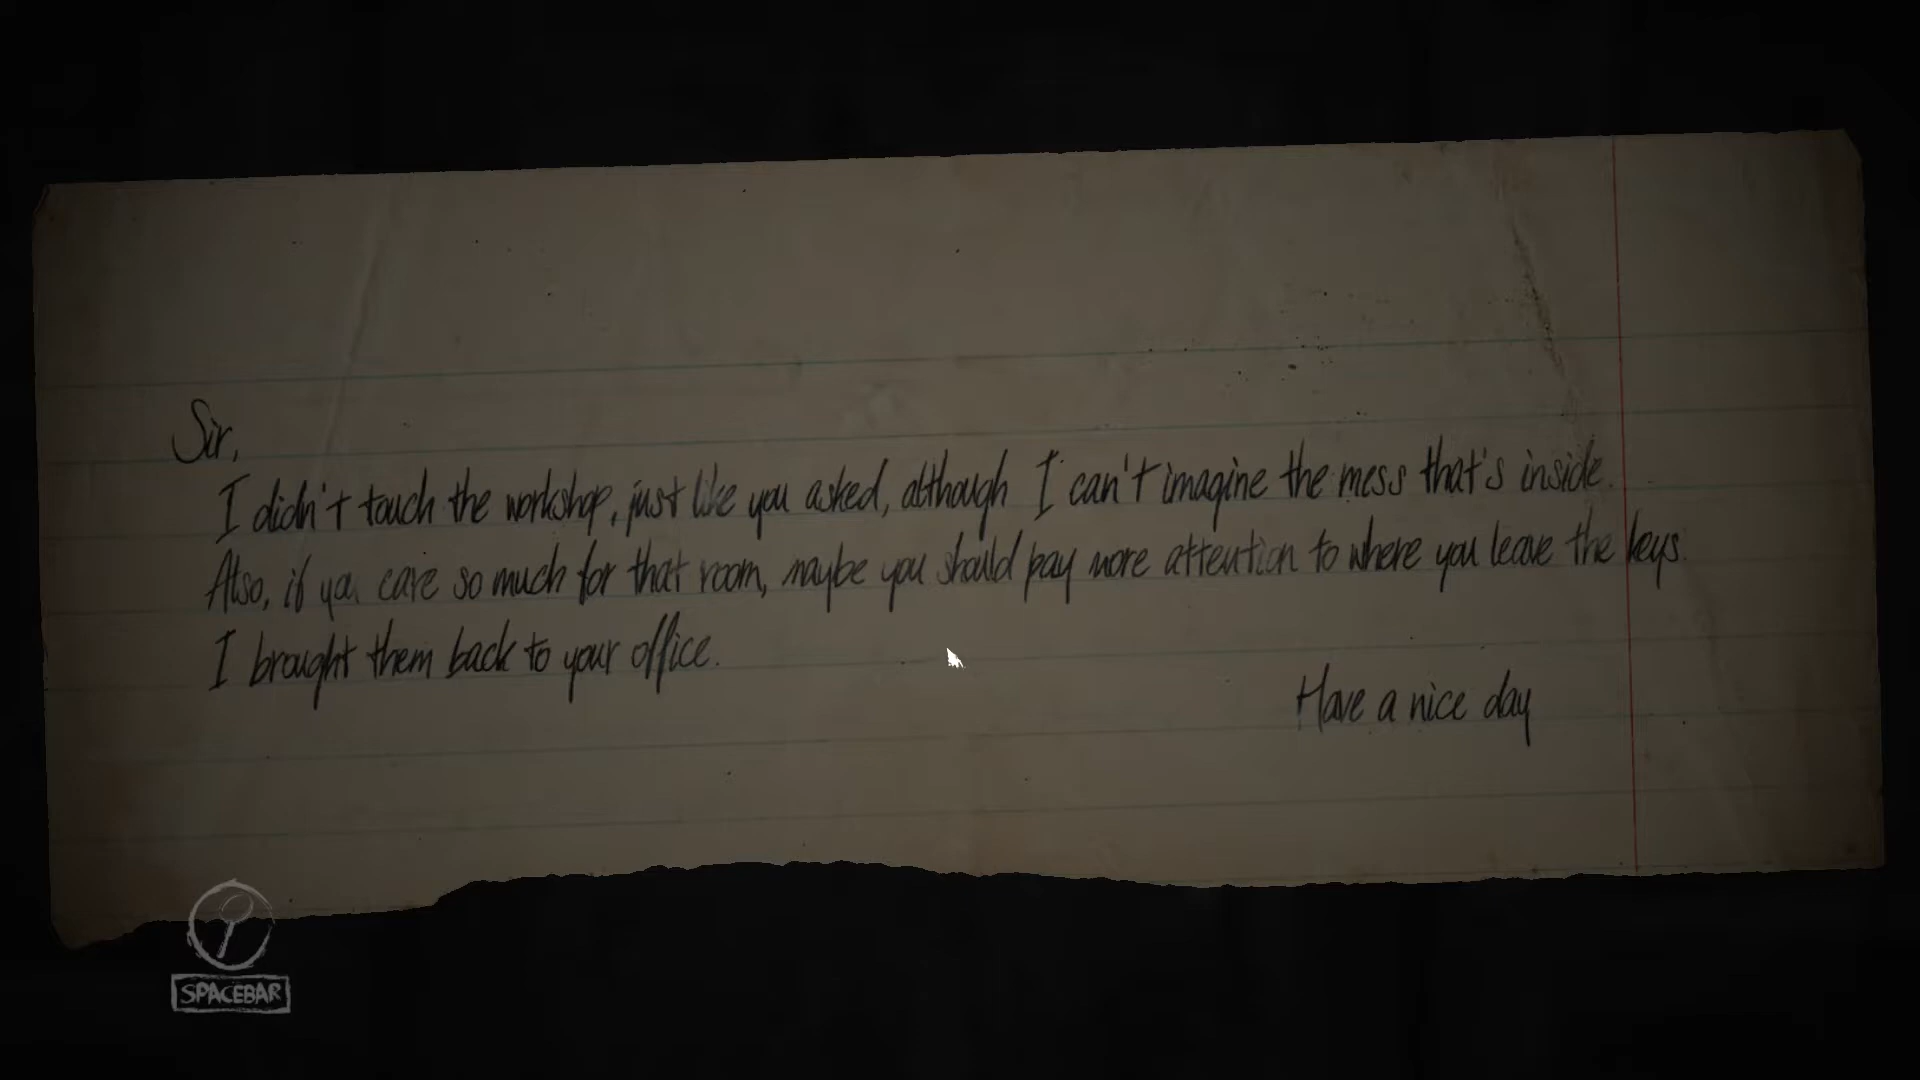 Sir,
I didn't touch the workshop, just like you asked, although I can't imagine the mess that's inside.
Also, if you care so much for that room, maybe you should pay more attention to where you leave the keys.
I brought them back to your office.
Have a nice day
SPACEBAR